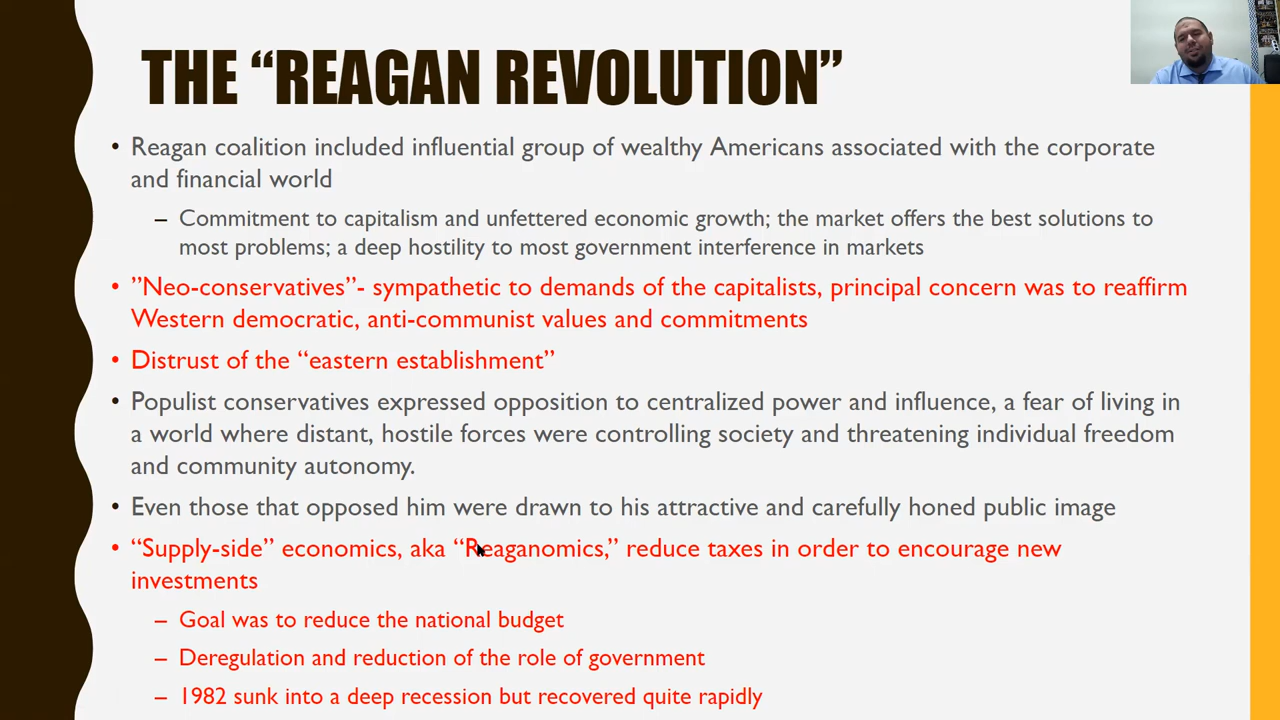 THE “REAGAN REVOLUTION”
• Reagan coalition included influential group of wealthy Americans associated with the corporate
and financial world
– Commitment to capitalism and unfettered economic growth; the market offers the best solutions to
most problems; a deep hostility to most government interference in markets
• ”Neo-conservatives”- sympathetic to demands of the capitalists, principal concern was to reaffirm
Western democratic, anti-communist values and commitments
• Distrust of the “eastern establishment”
• Populist conservatives expressed opposition to centralized power and influence, a fear of living in
a world where distant, hostile forces were controlling society and threatening individual freedom
and community autonomy.
• Even those that opposed him were drawn to his attractive and carefully honed public image
• “Supply-side” economics, aka “Reaganomics,” reduce taxes in order to encourage new
investments
– Goal was to reduce the national budget
– Deregulation and reduction of the role of government
– 1982 sunk into a deep recession but recovered quite rapidly